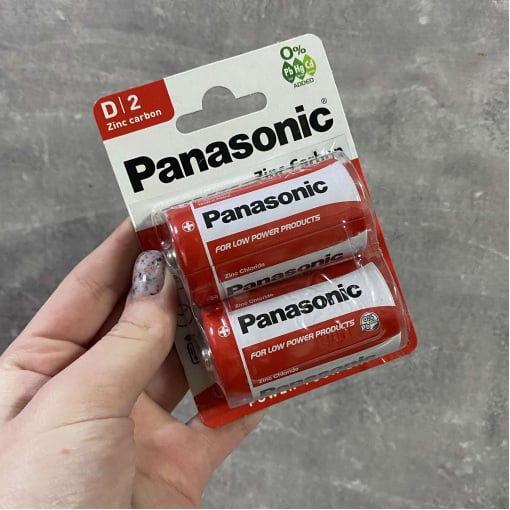 0%
Pb Hg Cd
ADDED
D|2
Zinc carbon
Panasonic®
Zinc Carbon
Panasonic
FOR LOW POWER PRODUCTS
Zinc Chloride
Panasonic
Panasonic
FOR LOW POWER PRODUCTS
Zinc Chloride
Panasonic